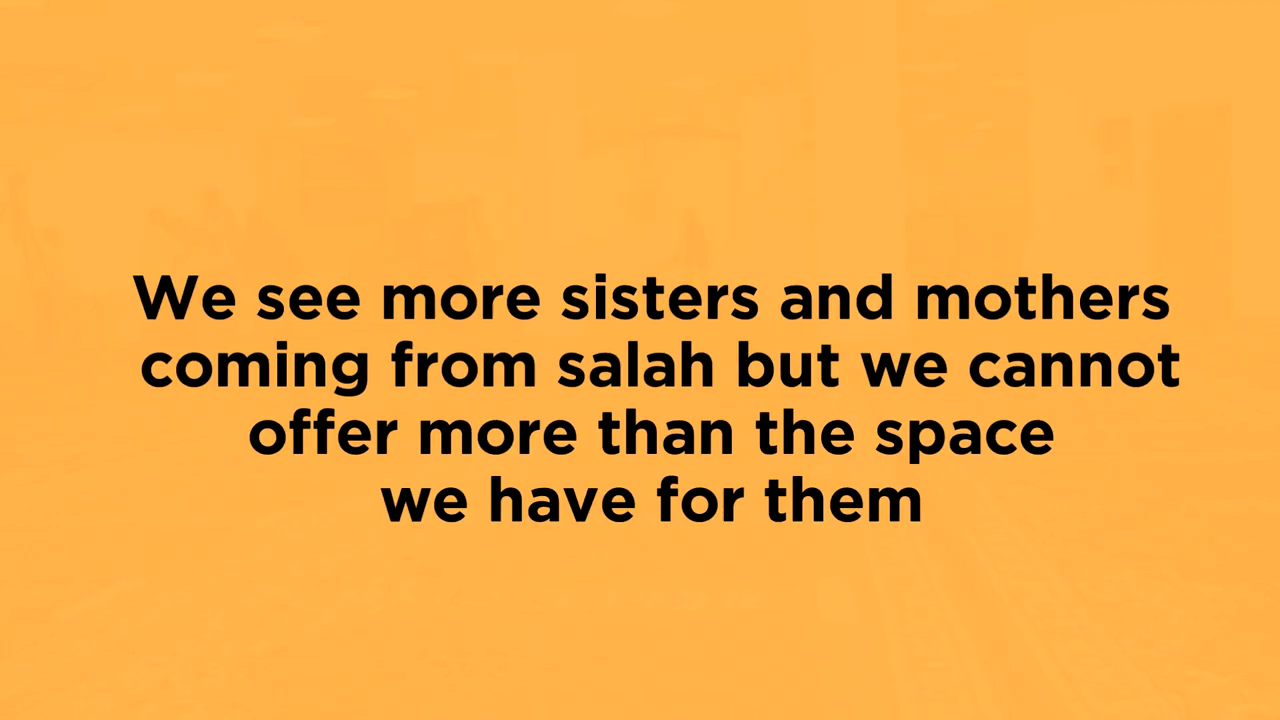 We see more sisters and mothers
coming from salah but we cannot
offer more than the space
we have for them